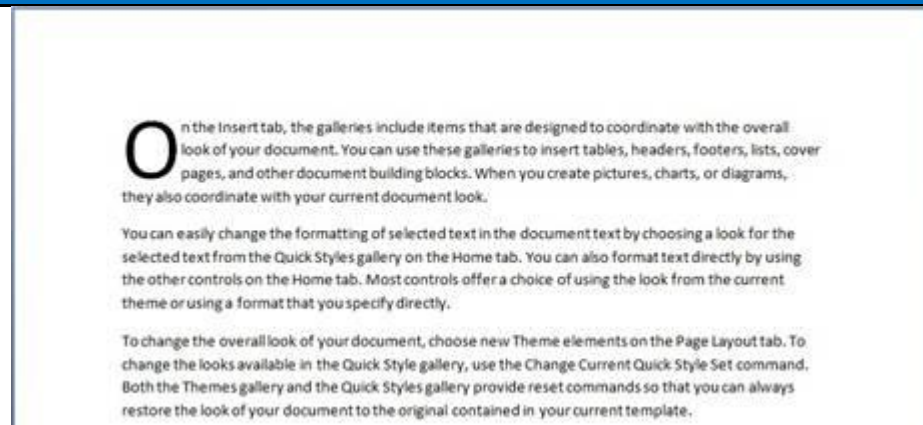 On the Insert tab, the galleries include items that are designed to coordinate with the overall
look of your document. You can use these galleries to insert tables, headers, footers, lists, cover
pages, and other document building blocks. When you create pictures, charts, or diagrams,
they also coordinate with your current document look.
You can easily change the formatting of selected text in the document text by choosing a look for the
selected text from the Quick Styles gallery on the Home tab. You can also format text directly by using
the other controls on the Home tab. Most controls offer a choice of using the look from the current
theme or using a format that you specify directly.
To change the overall look of your document, choose new Theme elements on the Page Layout tab. To
change the looks available in the Quick Style gallery, use the Change Current Quick Style Set command.
Both the Themes gallery and the Quick Styles gallery provide reset commands so that you can always
restore the look of your document to the original contained in your current template.